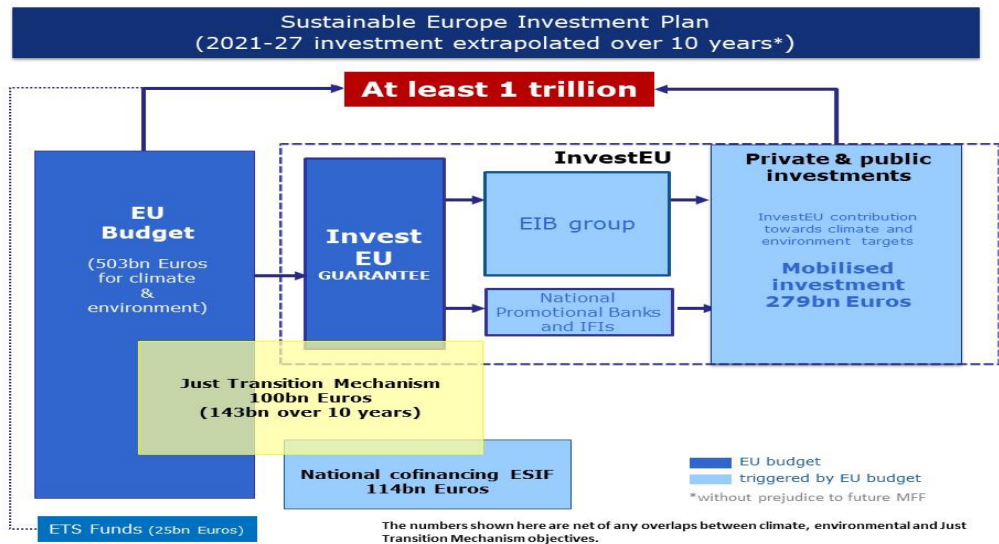 Sustainable Europe Investment Plan
(2021-27 investment extrapolated over 10 years*)
At least 1 trillion
EU
Budget
(503bn Euros
for climate
&
environment)
InvestEU
Invest
EU
GUARANTEE
EIB group
National
Promotional Banks
and IFIs
Private & public
investments
InvestEU contribution
towards climate and
environment targets
Mobilised
investment
279bn Euros
Just Transition Mechanism
100bn Euros
(143bn over 10 years)
National cofinancing ESIF
114bn Euros
EU budget
triggered by EU budget
*without prejudice to future MFF
ETS Funds (25bn Euros)
The numbers shown here are net of any overlaps between climate, environmental and Just
Transition Mechanism objectives.